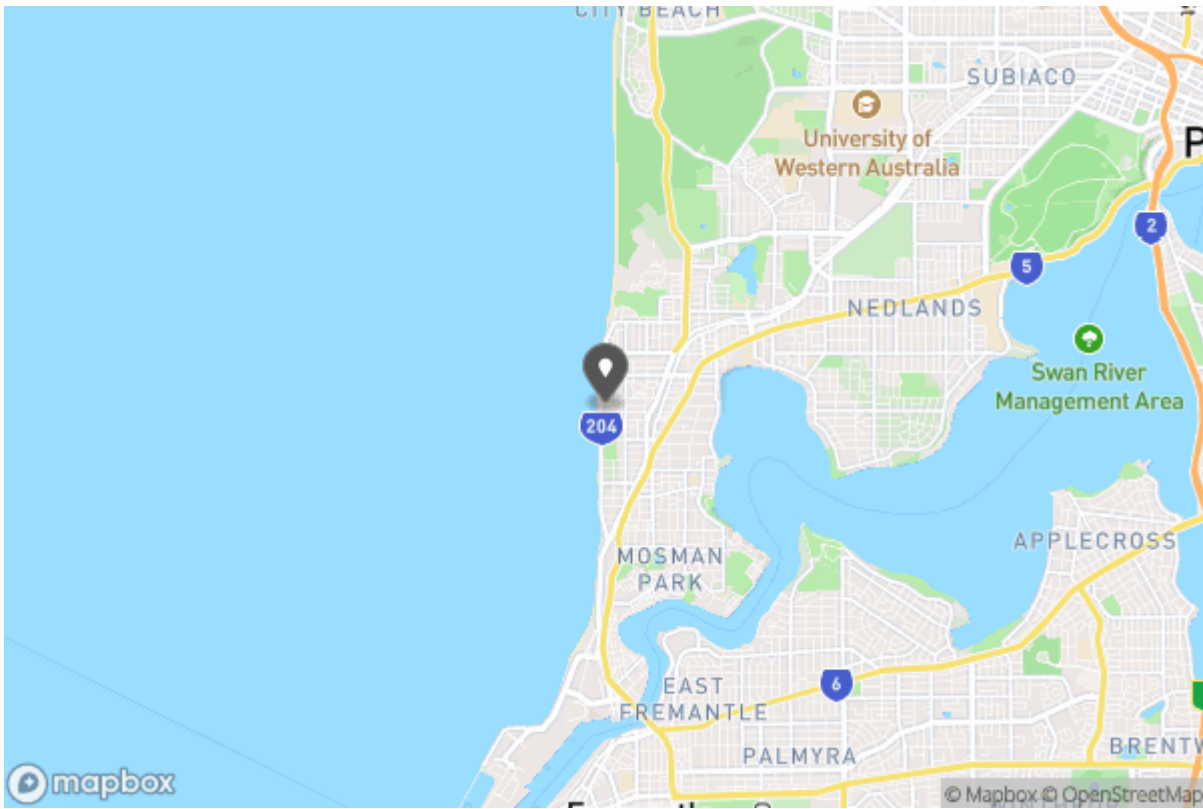 CITY BEACH
SUBIACO
University of
Western Australia
P
2
5
NEDLANDS
Swan River
Management Area
204
APPLECROSS
MOSMAN
PARK
6
EAST
FREMANTLE
PALMYRA
BRENTW
mapbox
© Mapbox © OpenStreetMap